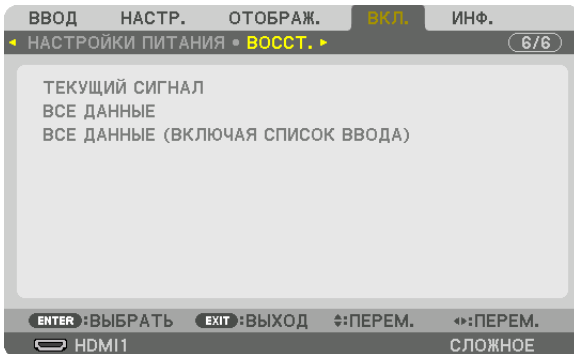 ВВОД НАСТР. ОТОБРАЖ. ВКЛ. ИНФ.
НАСТРОЙКИ ПИТАНИЯ • ВОССТ. 6/6
ТЕКУЩИЙ СИГНАЛ
ВСЕ ДАННЫЕ
ВСЕ ДАННЫЕ (ВКЛЮЧАЯ СПИСОК ВВОДА)
ENTER :ВЫБРАТЬ EXIT :ВЫХОД :ПЕРЕМ. :ПЕРЕМ.
HDMI1 СЛОЖНОЕ